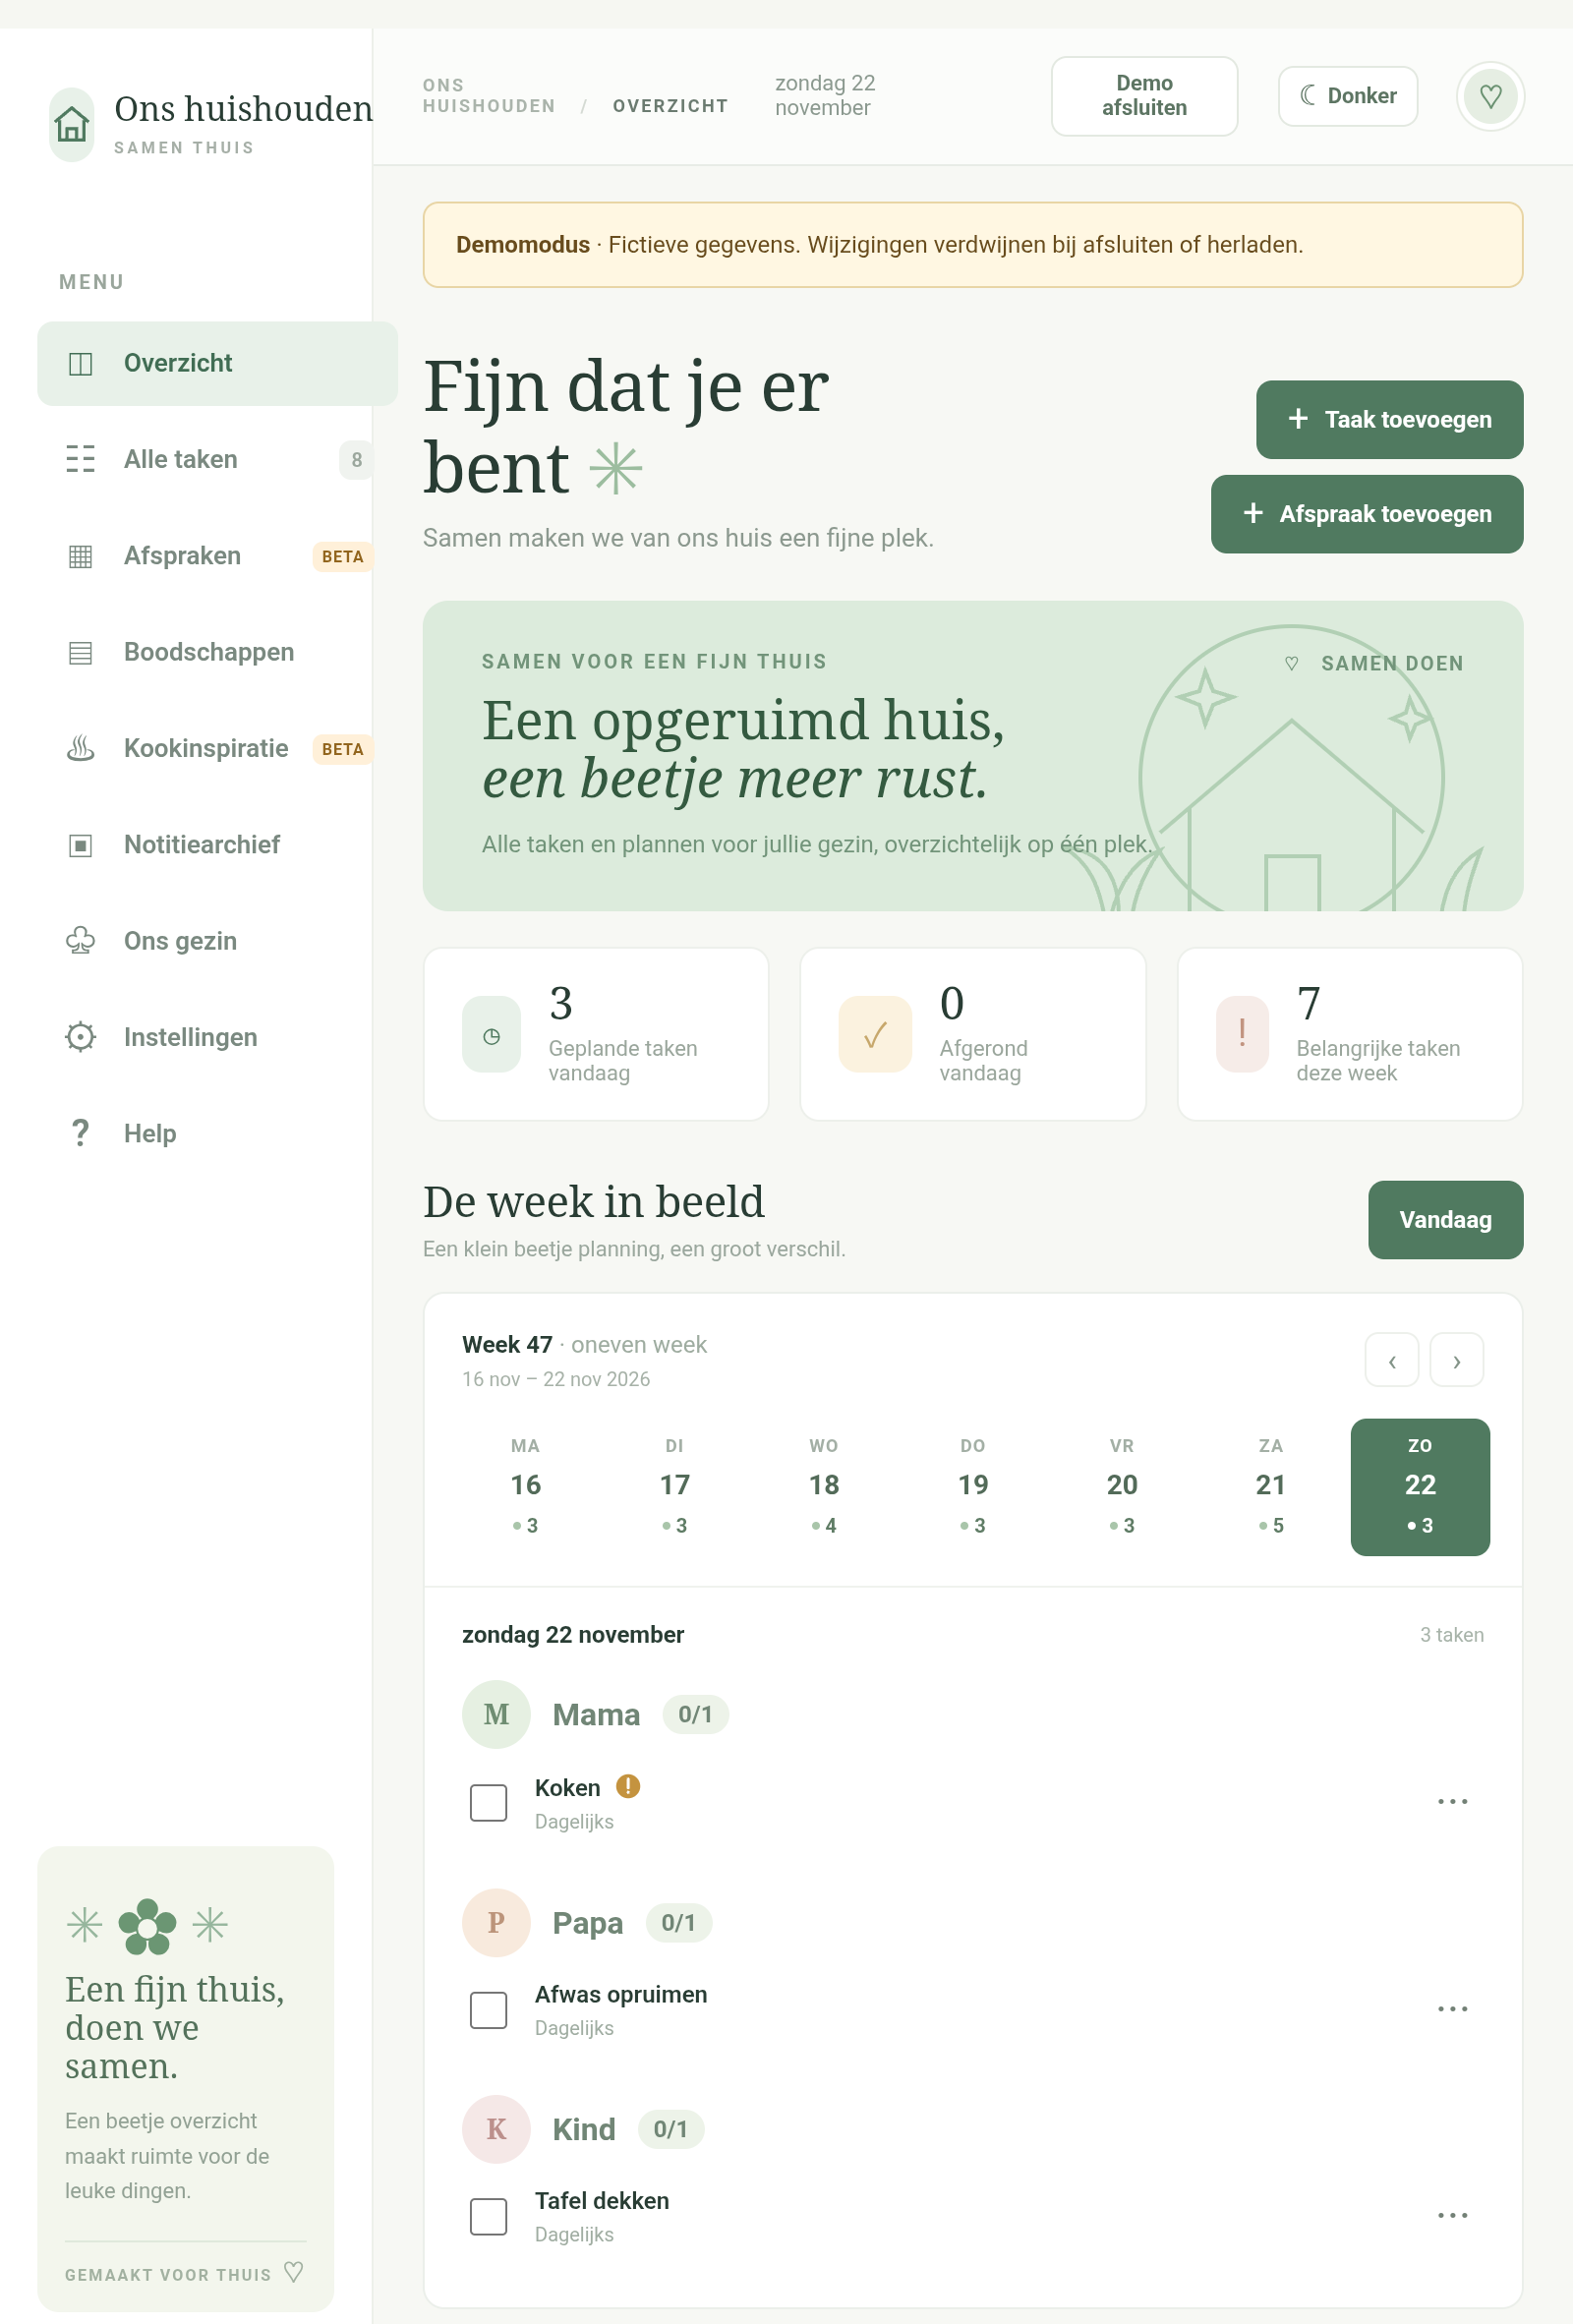 Ons huishouden
SAMEN THUIS
MENU
Overzicht
Alle taken 8
Afspraken BETA
Boodschappen
Kookinspiratie BETA
Notitiearchief
Ons gezin
Instellingen
? Help
Een fijn thuis,
doen we
samen.
Een beetje overzicht
maakt ruimte voor de
leuke dingen.
GEMAAKT VOOR THUIS ♡
ONS
HUISHOUDEN / OVERZICHT
zondag 22
november
Demo
afsluiten
Donker
Demomodus · Fictieve gegevens. Wijzigingen verdwijnen bij afsluiten of herladen.
Fijn dat je er
bent
Samen maken we van ons huis een fijne plek.
+ Taak toevoegen
+ Afspraak toevoegen
SAMEN VOOR EEN FIJN THUIS
♡ SAMEN DOEN
Een opgeruimd huis,
een beetje meer rust.
Alle taken en plannen voor jullie gezin, overzichtelijk op één plek.
3
Geplande taken
vandaag
✓
0
Afgerond
vandaag
!
7
Belangrijke taken
deze week
De week in beeld
Een klein beetje planning, een groot verschil.
Vandaag
Week 47 · oneven week
16 nov – 22 nov 2026
‹ ›
MA DI WO DO VR ZA ZO
16 17 18 19 20 21 22
3 3 4 3 3 5 3
zondag 22 november
3 taken
M Mama 0/1
Koken !
Dagelijks
...
P Papa 0/1
Afwas opruimen
Dagelijks
...
K Kind 0/1
Tafel dekken
Dagelijks
...